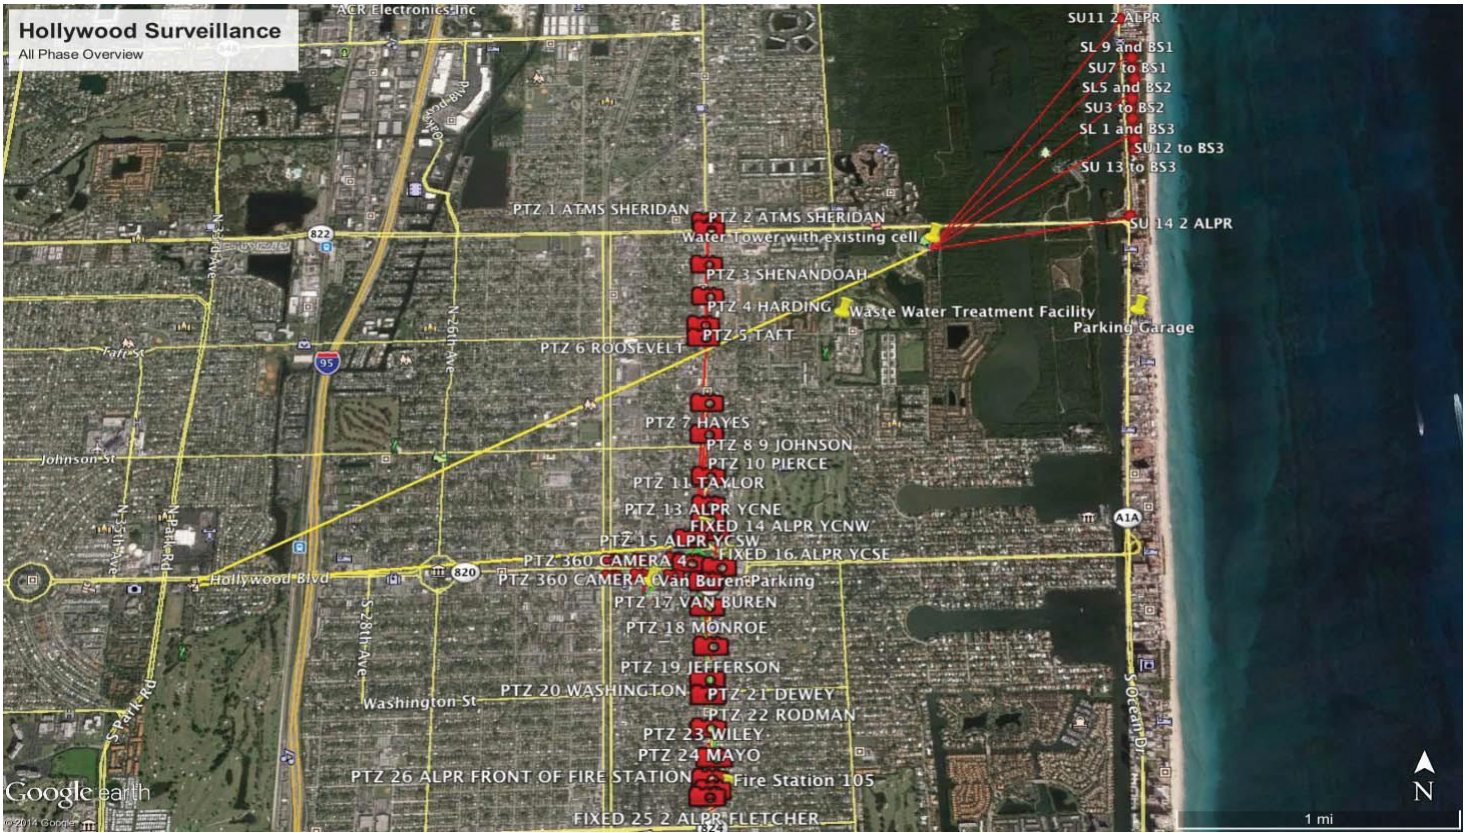 Hollywood Surveillance
All Phase Overview
ACR Electronics Inc
848
SU11 2 ALPR
SL 9 and BS1
SU7 to BS1
SL5 and BS2
SU3 to BS2
SL 1 and BS3
SU12 to BS3
SU 13 to BS3
SU 14 2 ALPR
PTZ 1 ATMS SHERIDAN
PTZ 2 ATMS SHERIDAN
822
Water Tower with existing cell
PTZ 3 SHENANDOAH
PTZ 4 HARDING
Waste Water Treatment Facility
Parking Garage
PTZ 5 TAFT
PTZ 6 ROOSEVELT
Taft St
95
N 26th Ave
PTZ 7 HAYES
PTZ 8 9 JOHNSON
Johnson St
PTZ 10 PIERCE
PTZ 11 TAYLOR
PTZ 13 ALPR YCNE
FIXED 14 ALPR YCNW
A1A
N 35th Ave
N Park Rd
PTZ 15 ALPR YCSW
FIXED 16 ALPR YCSE
PTZ 360 CAMERA 4
820
Hollywood Blvd
PTZ 360 CAMERA
Van Buren Parking
PTZ 17 VAN BUREN
PTZ 18 MONROE
S 28th Ave
PTZ 19 JEFFERSON
PTZ 20 WASHINGTON
PTZ 21 DEWEY
Washington St
S Park Rd
PTZ 22 RODMAN
S Ocean Dr
PTZ 23 WILEY
PTZ 24 MAYO
PTZ 26 ALPR FRONT OF FIRE STATION
Fire Station 105
Google earth
N
© 2014 Google
FIXED 25 2 ALPR FLETCHER
824
1 mi